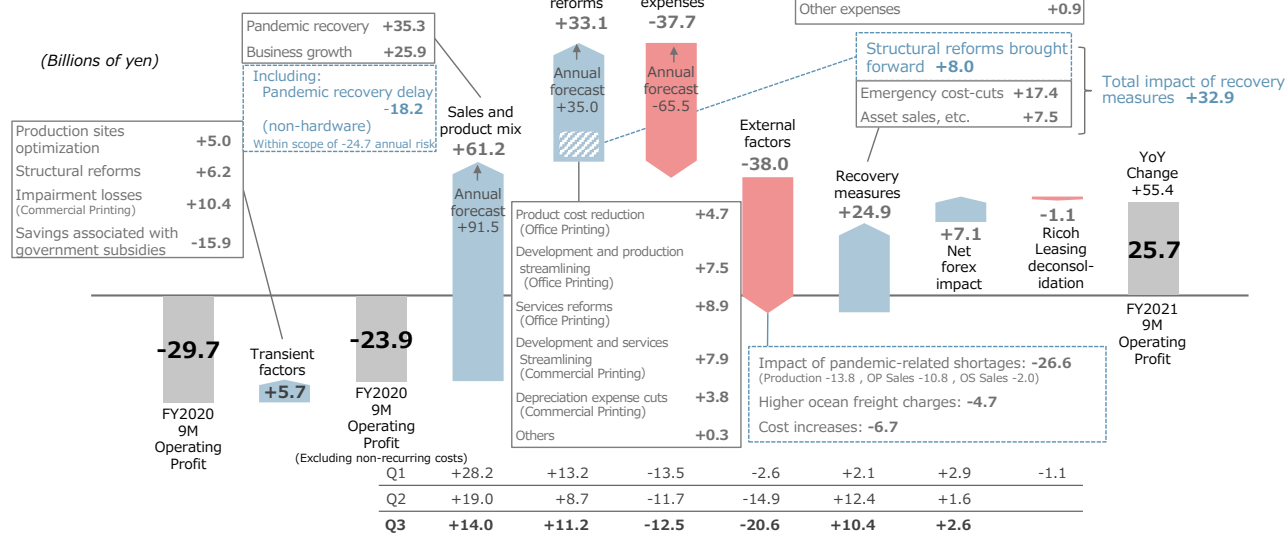 reforms
+33.1
expenses
-37.7
Other expenses +0.9
(Billions of yen)
Pandemic recovery +35.3
Business growth +25.9
Including:
Pandemic recovery delay
-18.2
(non-hardware)
Within scope of -24.7 annual risk
Structural reforms brought
forward +8.0
Emergency cost-cuts +17.4
Asset sales, etc. +7.5
Total impact of recovery
measures +32.9
Production sites
optimization +5.0
Structural reforms +6.2
Impairment losses
(Commercial Printing) +10.4
Savings associated with
government subsidies -15.9
Sales and
product mix
+61.2
Annual
forecast
+91.5
Annual
forecast
+35.0
Annual
forecast
-65.5
External
factors
-38.0
Recovery
measures
+24.9
+7.1
Net
forex
impact
-1.1
Ricoh
Leasing
deconsol-
idation
YoY
Change
+55.4
25.7
FY2021
9M
Operating
Profit
Product cost reduction
(Office Printing) +4.7
Development and production
streamlining
(Office Printing) +7.5
Services reforms
(Office Printing) +8.9
Development and services
Streamlining
(Commercial Printing) +7.9
Depreciation expense cuts
(Commercial Printing) +3.8
Others +0.3
-29.7
FY2020
9M
Operating
Profit
Transient
factors
+5.7
-23.9
FY2020
9M
Operating
Profit
(Excluding non-recurring costs)
Impact of pandemic-related shortages: -26.6
(Production -13.8 , OP Sales -10.8 , OS Sales -2.0)
Higher ocean freight charges: -4.7
Cost increases: -6.7
Q1 +28.2 +13.2 -13.5 -2.6 +2.1 +2.9 -1.1
Q2 +19.0 +8.7 -11.7 -14.9 +12.4 +1.6
Q3 +14.0 +11.2 -12.5 -20.6 +10.4 +2.6